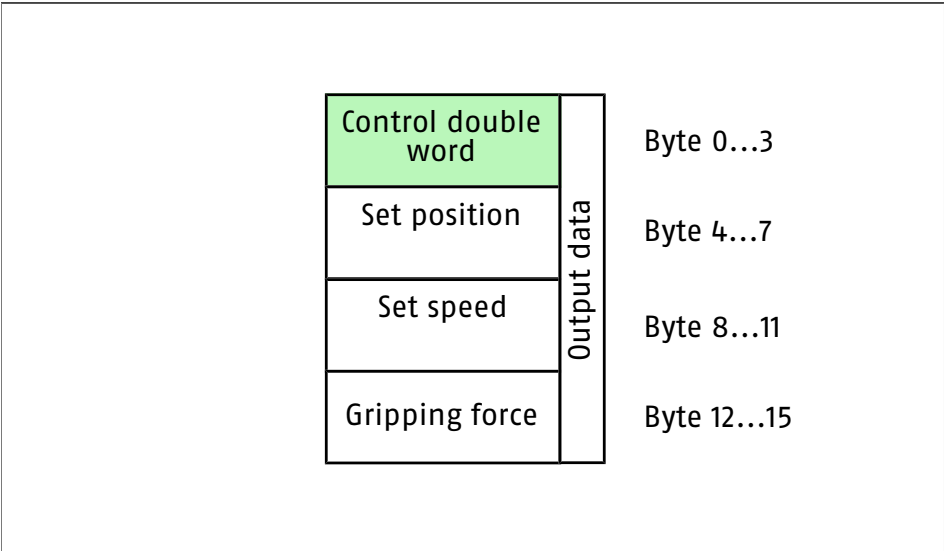 Control double
word
Byte 0...3
Set position
Byte 4...7
Set speed
Byte 8...11
Gripping force
Byte 12...15
Output data